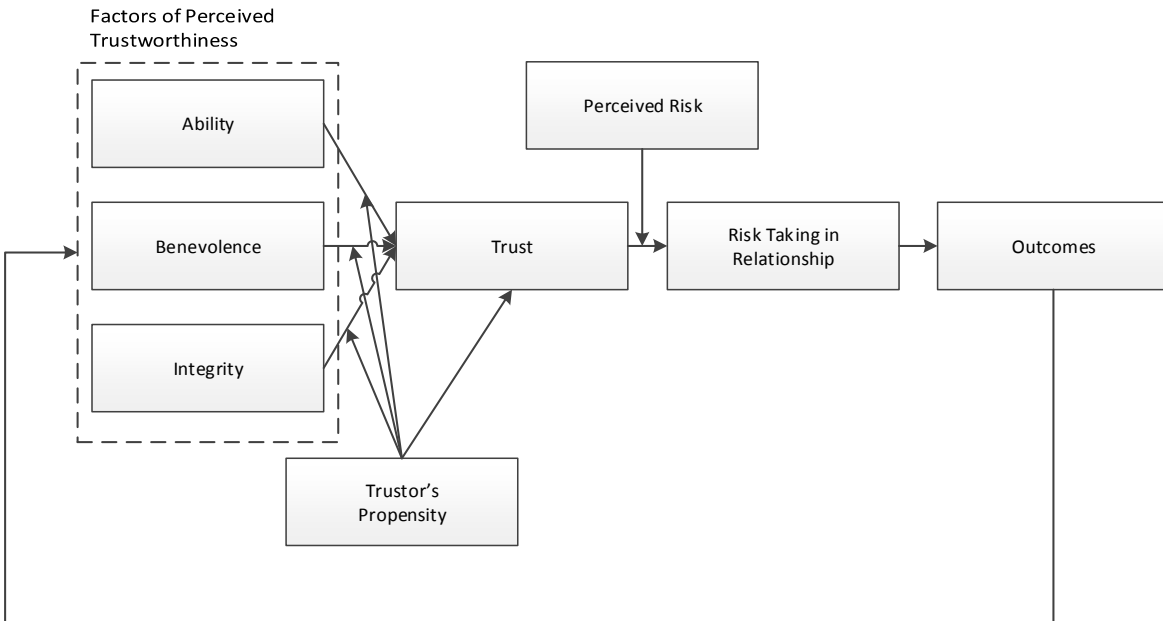 Factors of Perceived
Trustworthiness
Ability
Perceived Risk
Benevolence
Trust
Risk Taking in
Relationship
Outcomes
Integrity
Trustor’s
Propensity